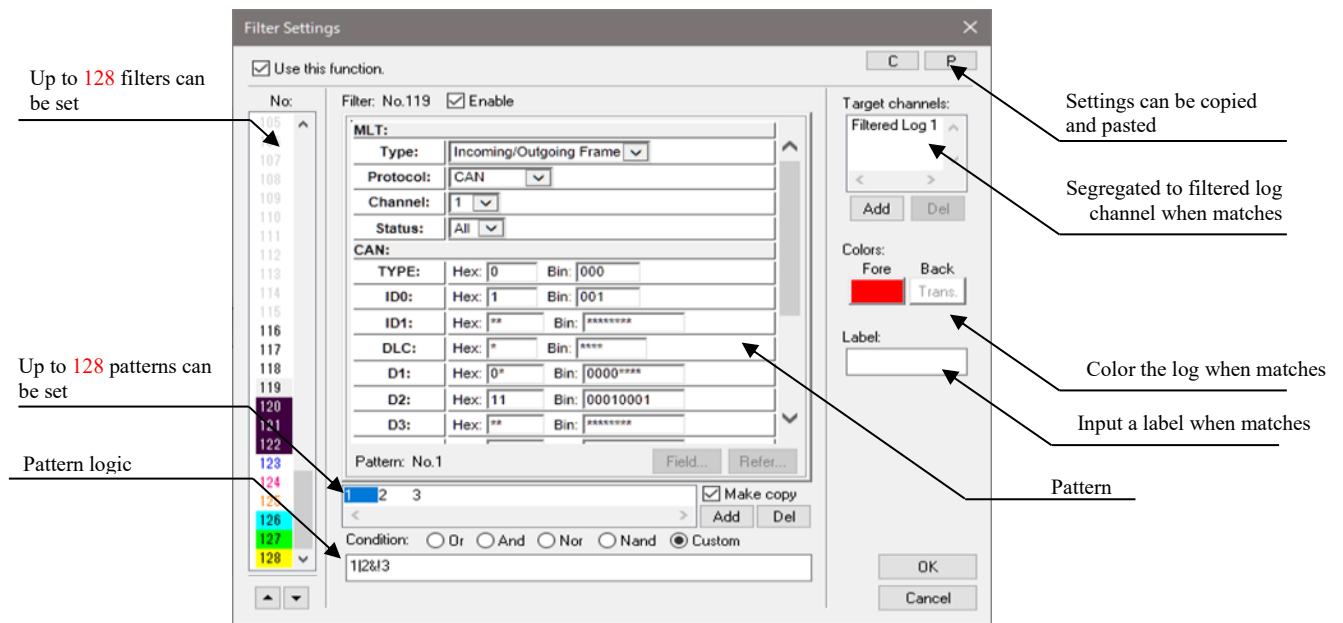 Filter Settings
Up to 128 filters can
be set
Use this function.
C P
No:
105
107
108
109
110
111
112
113
114
115
116
117
118
119
120
121
122
123
124
125
126
127
128
Filter: No.119 Enable
MLT:
Type: Incoming/Outgoing Frame
Protocol: CAN
Channel: 1
Status: All
CAN:
TYPE: Hex: 0 Bin: 000
ID0: Hex: 1 Bin: 001
ID1: Hex: ** Bin: ********
DLC: Hex: * Bin: ****
D1: Hex: 0* Bin: 0000****
D2: Hex: 11 Bin: 00010001
D3: Hex: ** Bin: ********
Pattern: No.1 Field... Refer...
1 2 3
Make copy
Add Del
Condition: Or And Nor Nand Custom
1|2&!3
Target channels:
Filtered Log 1
Add Del
Colors:
Fore Back
Trans.
Label:
OK
Cancel
Up to 128 patterns can
be set
Pattern logic
Settings can be copied
and pasted
Segregated to filtered log
channel when matches
Color the log when matches
Input a label when matches
Pattern